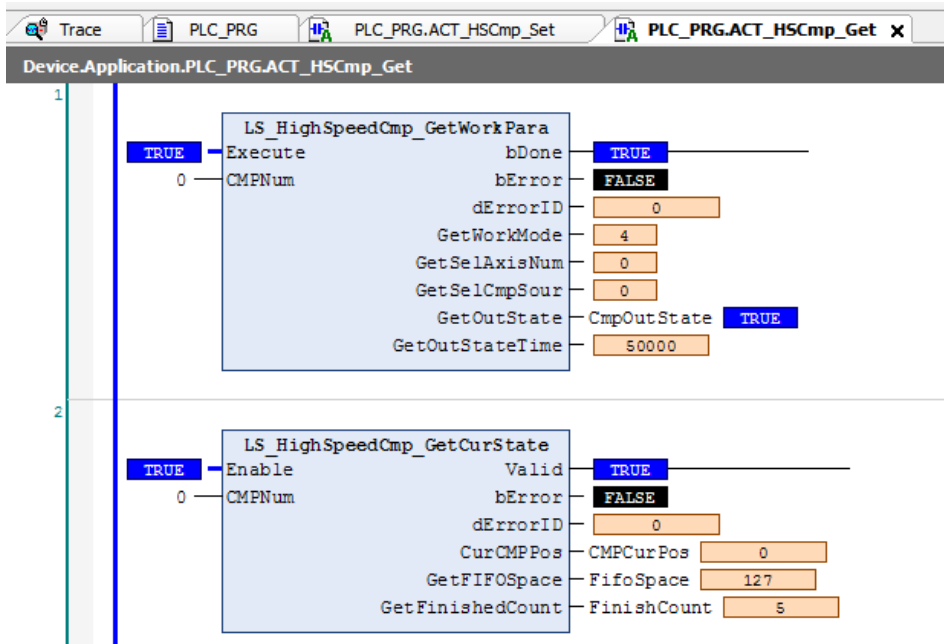 Trace PLC_PRG PLC_PRG.ACT_HSCmp_Set PLC_PRG.ACT_HSCmp_Get X
Device.Application.PLC_PRG.ACT_HSCmp_Get
1
LS_HighSpeedCmp_GetWorkPara
TRUE Execute bDone TRUE
0 CMPNum bError FALSE
dErrorID 0
GetWorkMode 4
GetSelAxisNum 0
GetSelCmpSour 0
GetOutState CmpOutState TRUE
GetOutStateTime 50000
2
LS_HighSpeedCmp_GetCurState
TRUE Enable Valid TRUE
0 CMPNum bError FALSE
dErrorID 0
CurCMPPos CMPCurPos 0
GetFIFOSpace FifoSpace 127
GetFinishedCount FinishCount 5